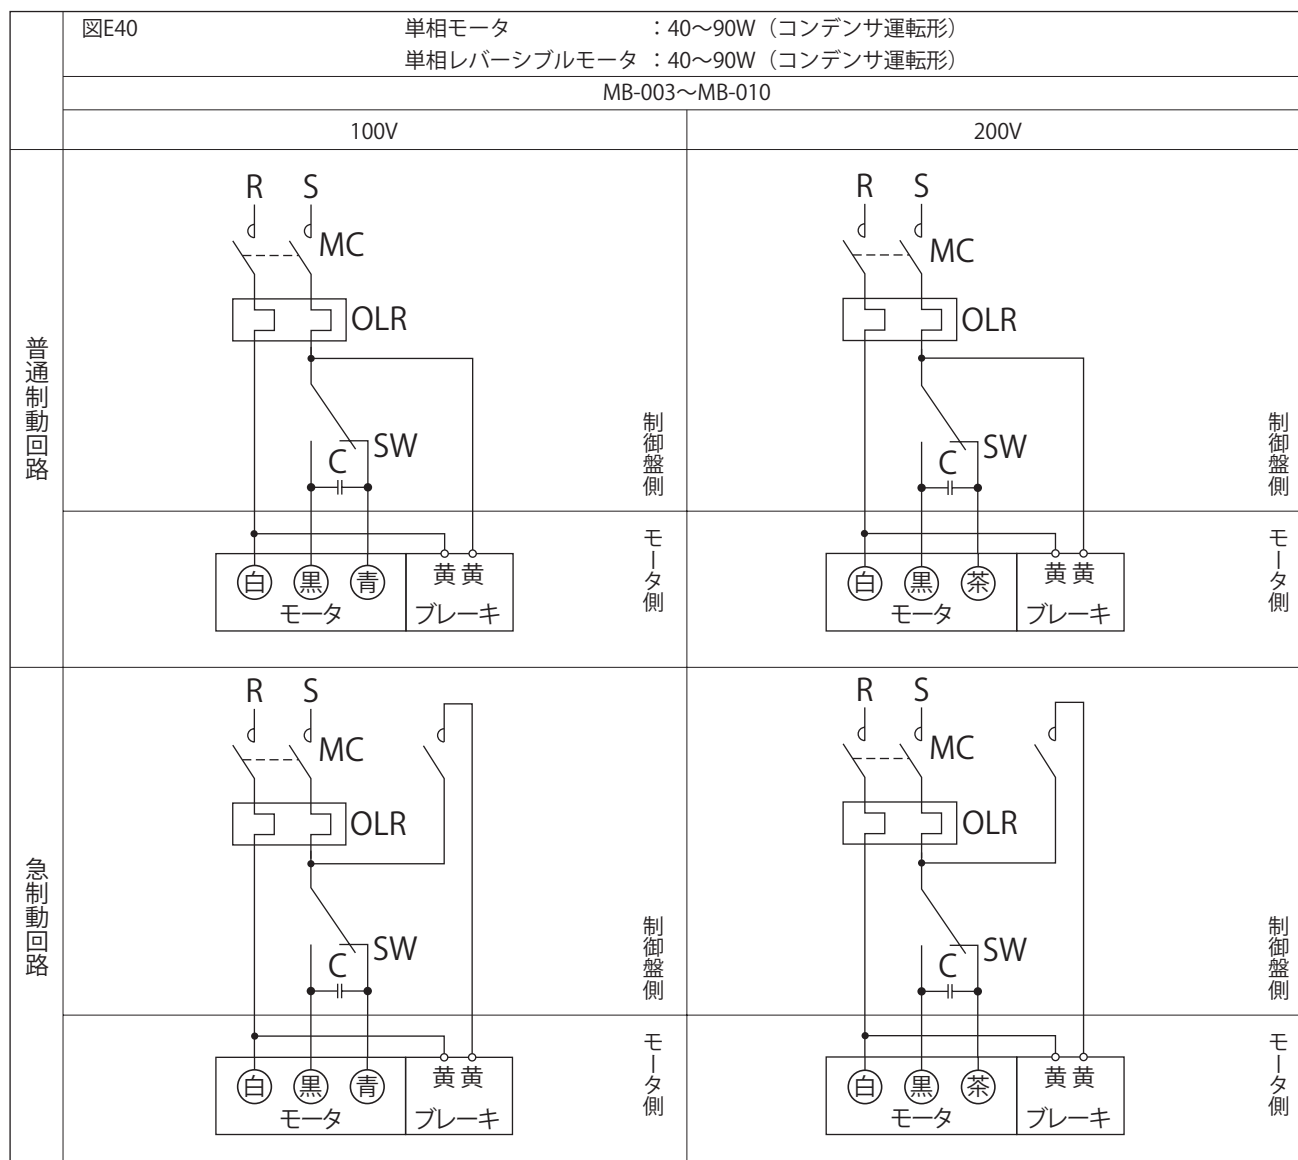 図E40
単相モータ ：40～90W（コンデンサ運転形）
単相レバーシブルモータ ：40～90W（コンデンサ運転形）
MB-003～MB-010
100V
200V
普通制動回路
R S
MC
OLR
SW
C
制御盤側
モータ側
白 黒 青
モータ
黄 黄
ブレーキ
R S
MC
OLR
SW
C
制御盤側
モータ側
白 黒 茶
モータ
黄 黄
ブレーキ
急制動回路
R S
MC
OLR
SW
C
制御盤側
モータ側
白 黒 青
モータ
黄 黄
ブレーキ
R S
MC
OLR
SW
C
制御盤側
モータ側
白 黒 茶
モータ
黄 黄
ブレーキ